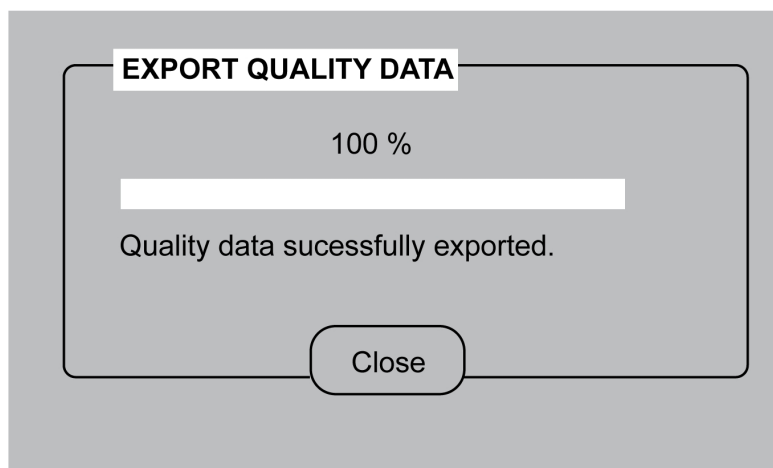 EXPORT QUALITY DATA
100 %
Quality data sucessfully exported.
Close